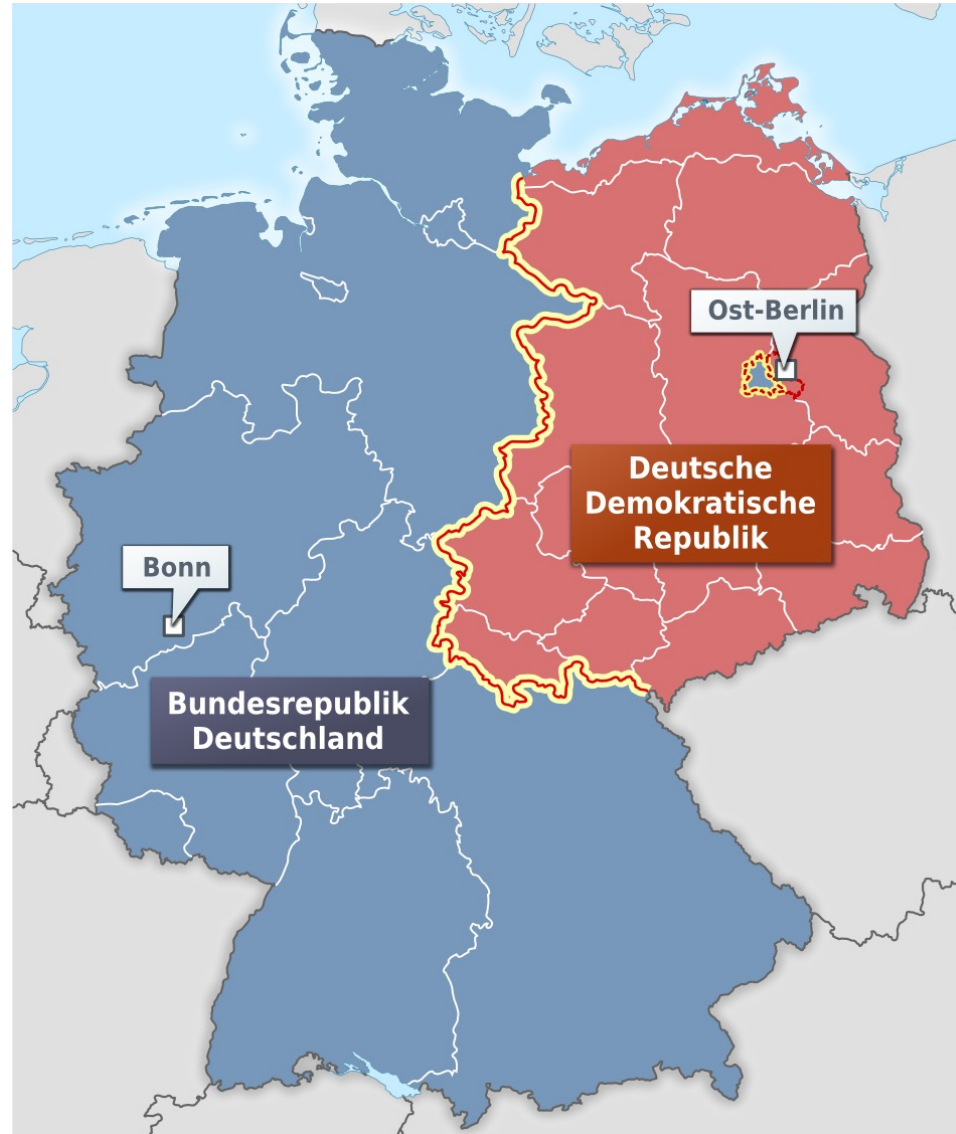 Ost-Berlin
Deutsche
Demokratische
Republik
Bonn
Bundesrepublik
Deutschland